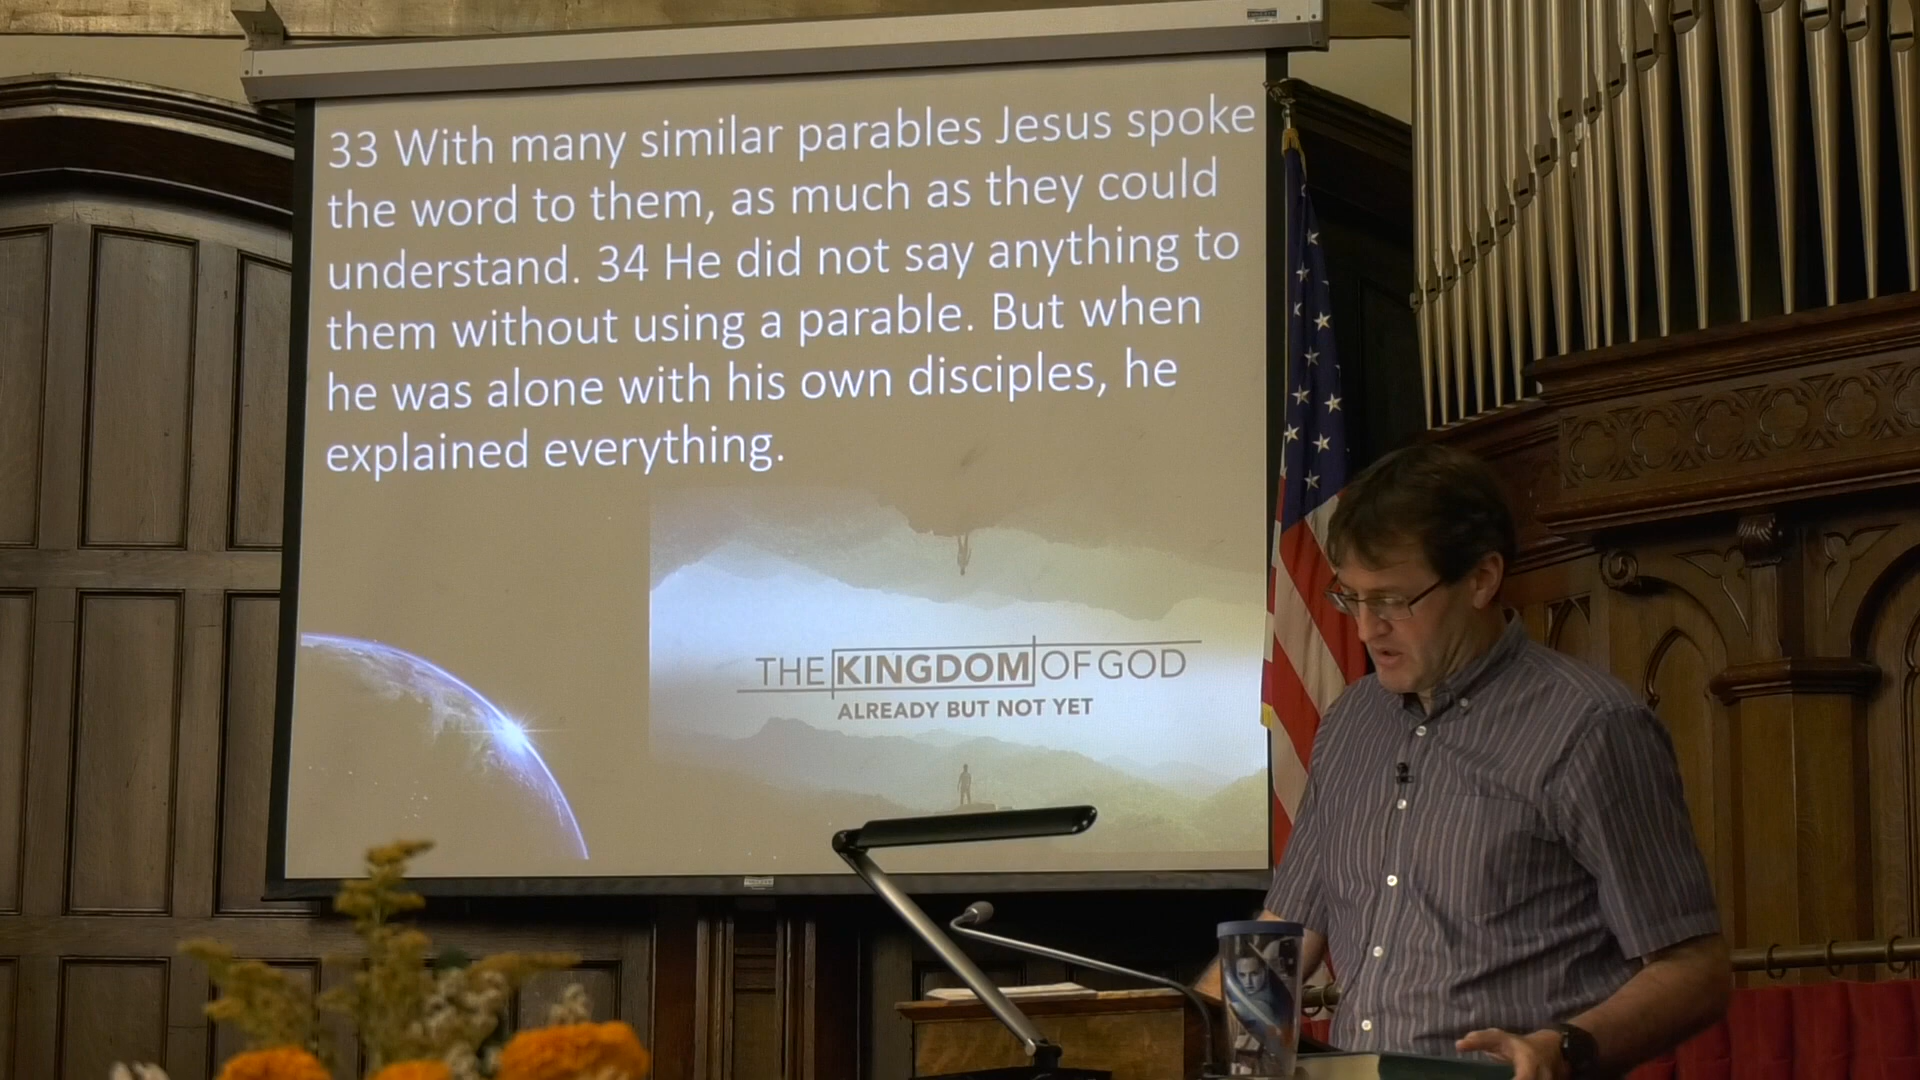 33 With many similar parables Jesus spoke
the word to them, as much as they could
understand. 34 He did not say anything to
them without using a parable. But when
he was alone with his own disciples, he
explained everything.
THE KINGDOM OF GOD
ALREADY BUT NOT YET